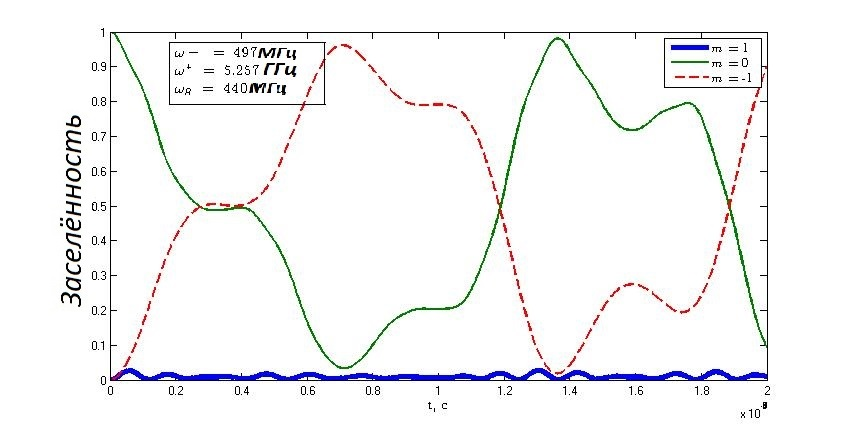 ω− = 497МГц
ω⁺ = 5.257 ГГц
ω_R = 440МГц
m = 1
m = 0
m = -1
Заселённость
1
0.9
0.8
0.7
0.6
0.5
0.4
0.3
0.2
0.1
0
0 0.2 0.4 0.6 0.8 1 1.2 1.4 1.6 1.8 2
t, c
x 10